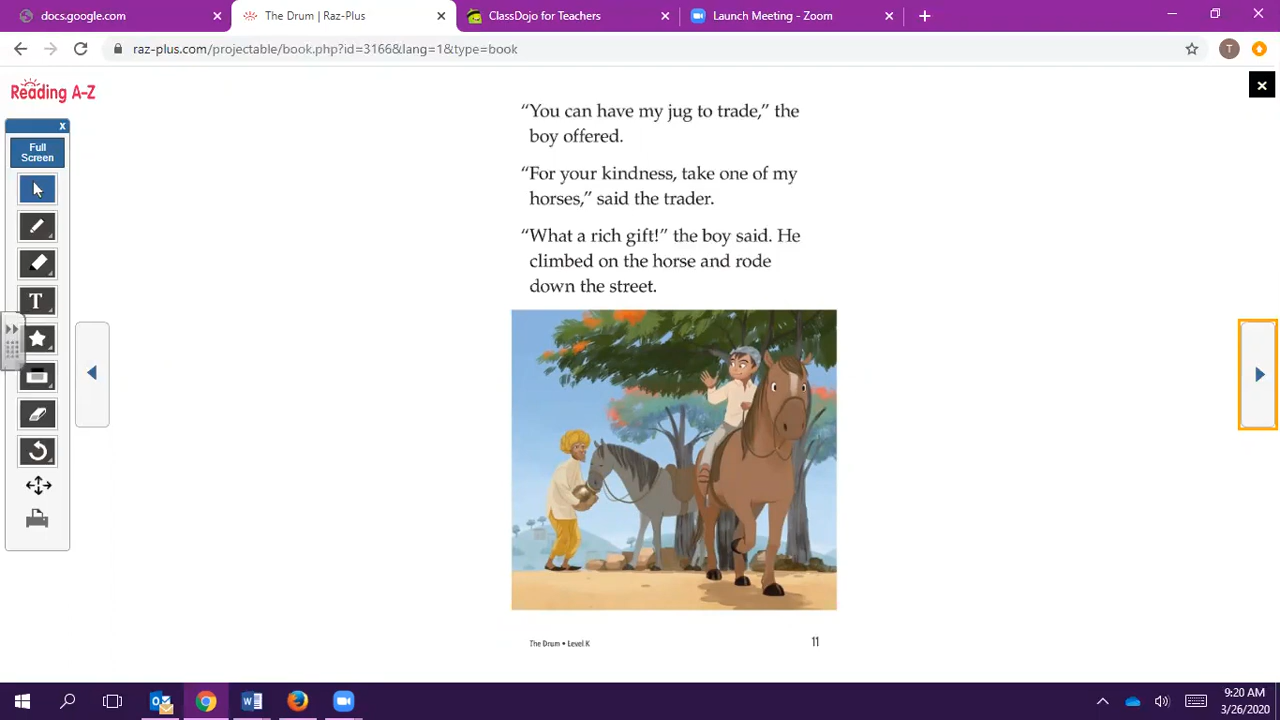 docs.google.com
The Drum | Raz-Plus
ClassDojo for Teachers
Launch Meeting - Zoom
raz-plus.com/projectable/book.php?id=3166&lang=1&type=book
T
Reading A-Z
x
Full
Screen
T
“You can have my jug to trade,” the
boy offered.
“For your kindness, take one of my
horses,” said the trader.
“What a rich gift!” the boy said. He
climbed on the horse and rode
down the street.
The Drum • Level K
11
9:20 AM
3/26/2020